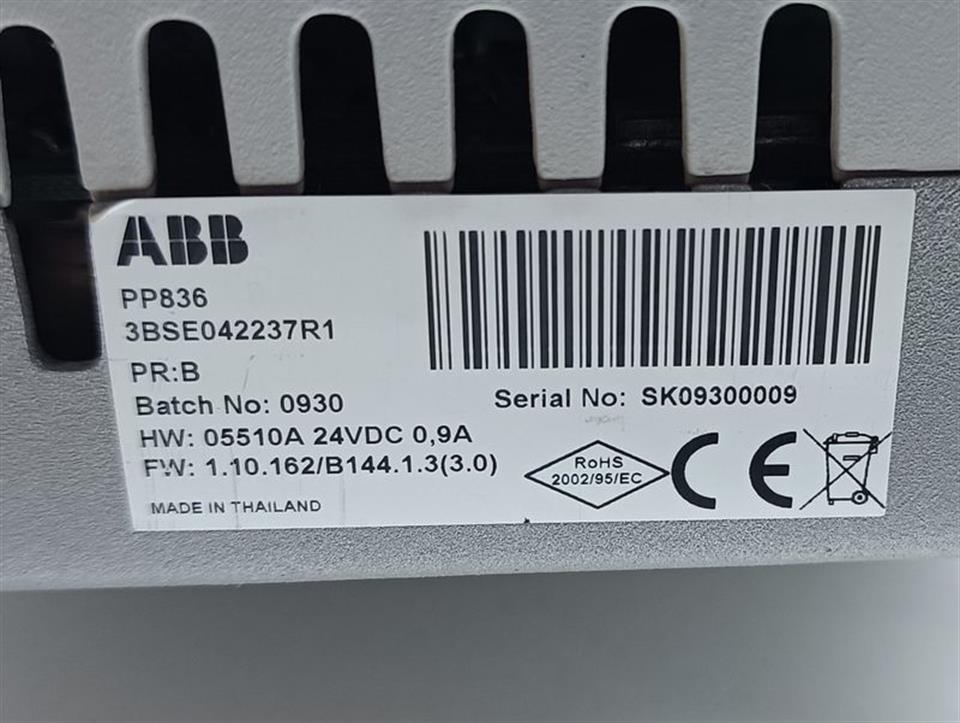 ABB
PP836
3BSE042237R1
PR:B
Batch No: 0930
Serial No: SK09300009
HW: 05510A 24VDC 0,9A
FW: 1.10.162/B144.1.3(3.0)
RoHS
2002/95/EC
CE
MADE IN THAILAND